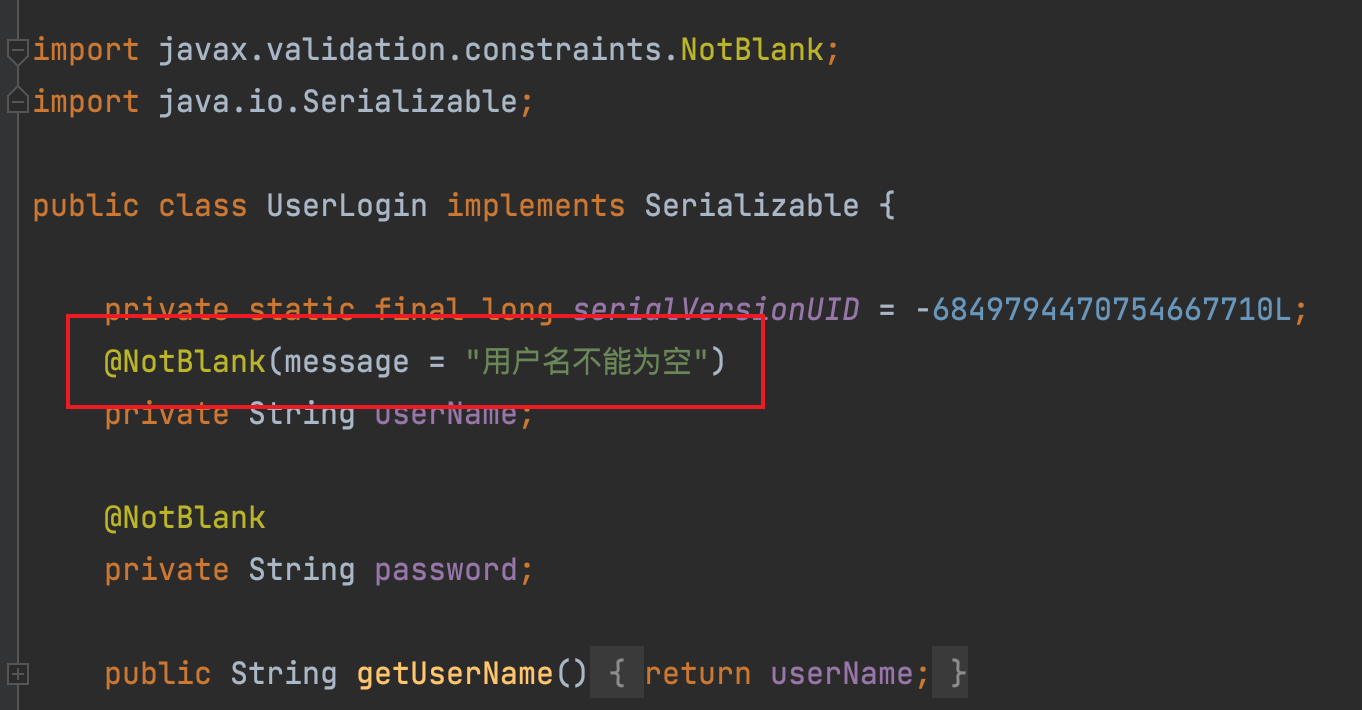 import javax.validation.constraints.NotBlank;
import java.io.Serializable;
public class UserLogin implements Serializable {
private static final long serialVersionUID = -6849794470754667710L;
@NotBlank(message = "用户名不能为空")
private String userName;
@NotBlank
private String password;
public String getUserName() { return userName; }